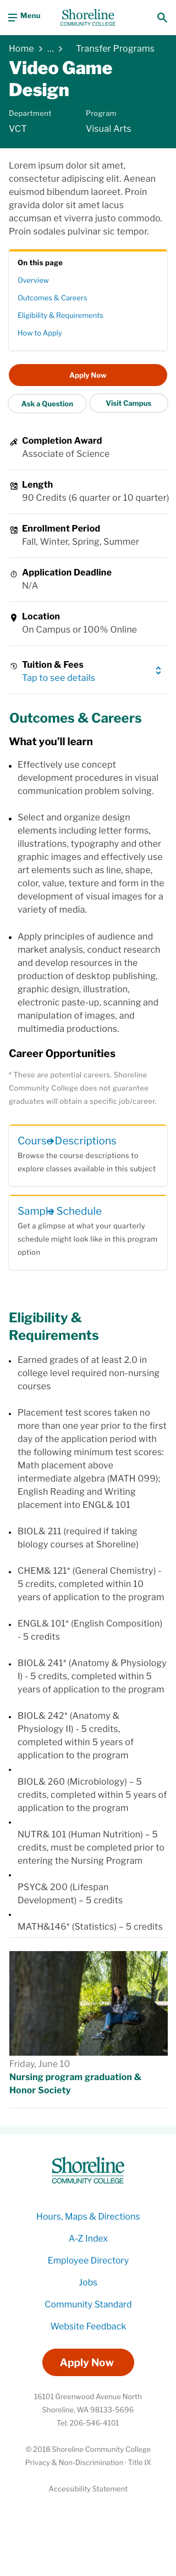 Menu
Shoreline
COMMUNITY COLLEGE
Home > ... > Transfer Programs
Video Game
Design
Department
Program
VCT
Visual Arts
Lorem ipsum dolor sit amet,
consectetur adipiscing elit. Aenean
euismod bibendum laoreet. Proin
gravida dolor sit amet lacus
accumsan et viverra justo commodo.
Proin sodales pulvinar sic tempor.
On this page
Overview
Outcomes & Careers
Eligibility & Requirements
How to Apply
Apply Now
Ask a Question
Visit Campus
Completion Award
Associate of Science
Length
90 Credits (6 quarter or 10 quarter)
Enrollment Period
Fall, Winter, Spring, Summer
Application Deadline
N/A
Location
On Campus or 100% Online
Tuition & Fees
Tap to see details
Outcomes & Careers
What you’ll learn
• Effectively use concept
development procedures in visual
communication problem solving.
• Select and organize design
elements including letter forms,
illustrations, typography and other
graphic images and effectively use
art elements such as line, shape,
color, value, texture and form in the
development of visual images for a
variety of media.
• Apply principles of audience and
market analysis, conduct research
and develop resources in the
production of desktop publishing,
graphic design, illustration,
electronic paste-up, scanning and
manipulation of images, and
multimedia productions.
Career Opportunities
* These are potential careers. Shoreline
Community College does not guarantee
graduates will obtain a specific job/career.
Course Descriptions
Browse the course descriptions to
explore classes available in this subject
Sample Schedule
Get a glimpse at what your quarterly
schedule might look like in this program
option
Eligibility &
Requirements
• Earned grades of at least 2.0 in
college level required non-nursing
courses
• Placement test scores taken no
more than one year prior to the first
day of the application period with
the following minimum test scores:
Math placement above
intermediate algebra (MATH 099);
English Reading and Writing
placement into ENGL& 101
• BIOL& 211 (required if taking
biology courses at Shoreline)
• CHEM& 121* (General Chemistry) -
5 credits, completed within 10
years of application to the program
• ENGL& 101* (English Composition)
- 5 credits
• BIOL& 241* (Anatomy & Physiology
I) - 5 credits, completed within 5
years of application to the program
• BIOL& 242* (Anatomy &
Physiology II) - 5 credits,
completed within 5 years of
application to the program
•
BIOL& 260 (Microbiology) – 5
credits, completed within 5 years of
application to the program
•
NUTR& 101 (Human Nutrition) – 5
credits, must be completed prior to
entering the Nursing Program
•
PSYC& 200 (Lifespan
Development) – 5 credits
•
MATH&146* (Statistics) – 5 credits
Friday, June 10
Nursing program graduation &
Honor Society
Shoreline
COMMUNITY COLLEGE
Hours, Maps & Directions
A-Z Index
Employee Directory
Jobs
Community Standard
Website Feedback
Apply Now
16101 Greenwood Avenue North
Shoreline, WA 98133-5696
Tel: 206-546-4101
© 2018 Shoreline Community College
Privacy & Non-Discrimination · Title IX
Accessibility Statement